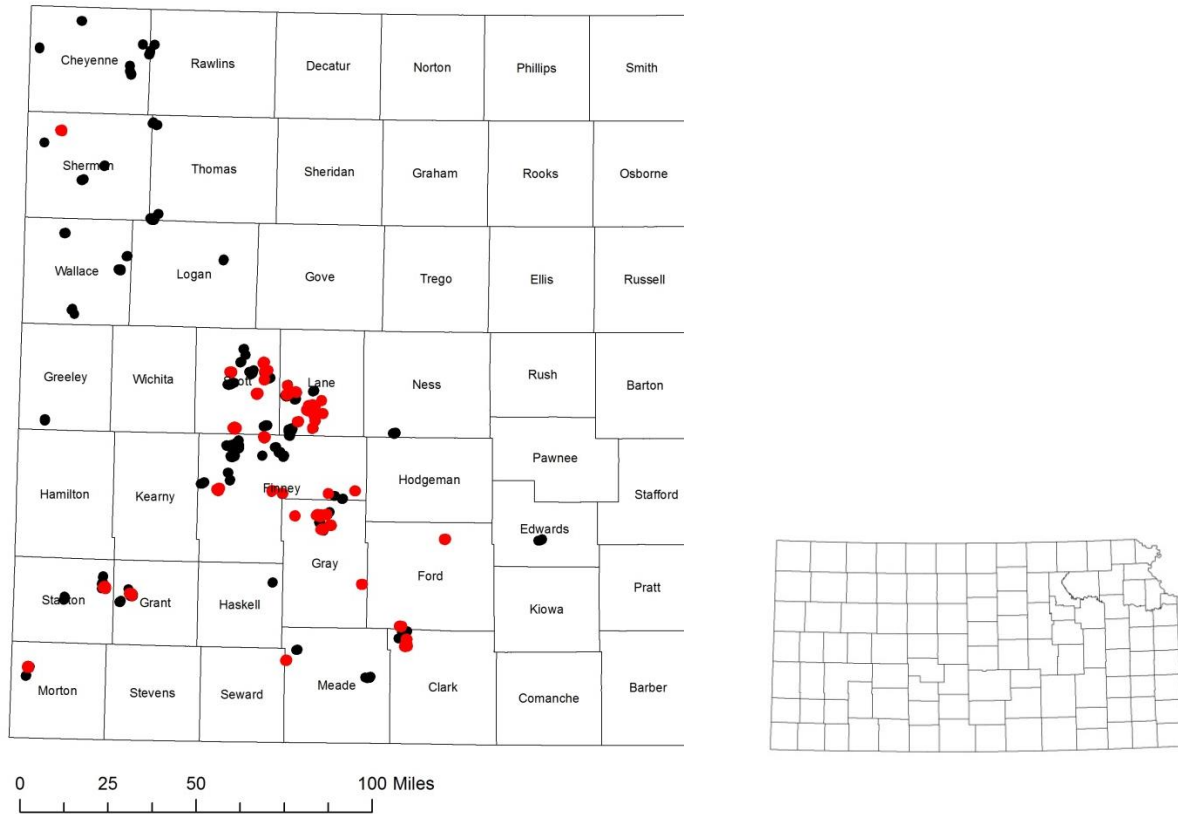 Cheyenne Rawlins Decatur Norton Phillips Smith
Sherman Thomas Sheridan Graham Rooks Osborne
Wallace Logan Gove Trego Ellis Russell
Greeley Wichita Scott Lane Ness Rush Barton
Pawnee
Hamilton Kearny Finney Hodgeman Stafford
Edwards
Stanton Grant Haskell Gray Ford Kiowa Pratt
Morton Stevens Seward Meade Clark Comanche Barber
0 25 50 100 Miles